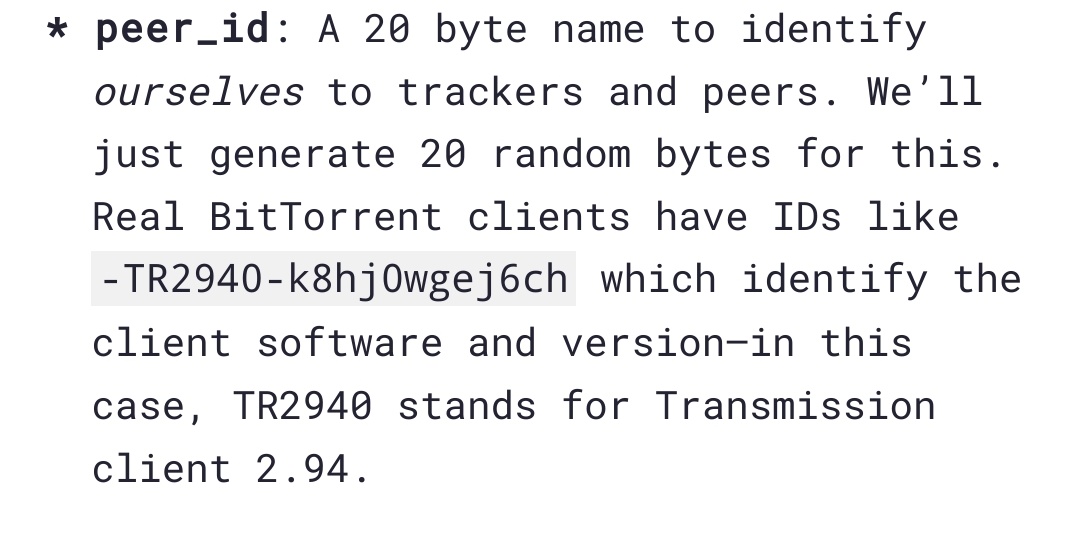 * peer_id: A 20 byte name to identify
ourselves to trackers and peers. We’ll
just generate 20 random bytes for this.
Real BitTorrent clients have IDs like
-TR2940-k8hj0wgej6ch which identify the
client software and version—in this
case, TR2940 stands for Transmission
client 2.94.